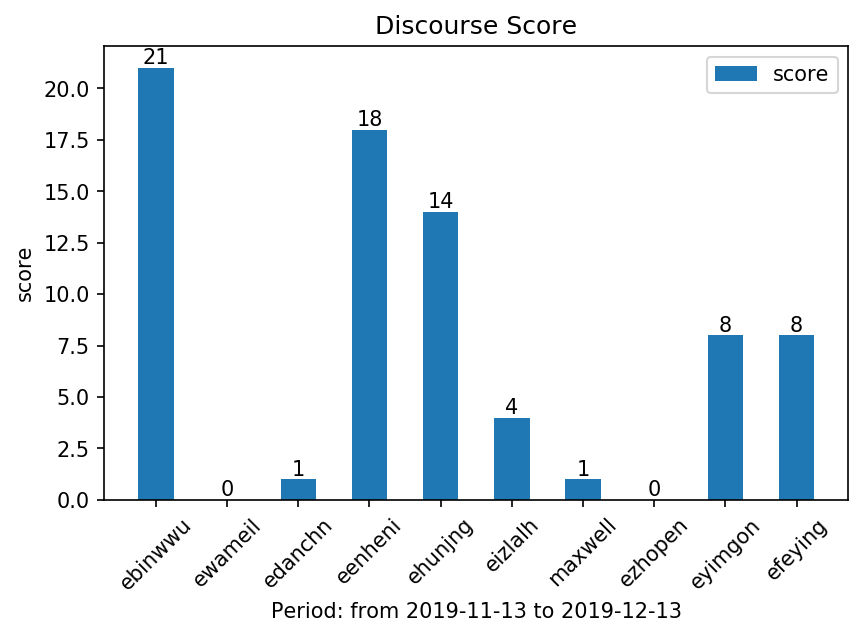 Discourse Score
score
score
20.0
17.5
15.0
12.5
10.0
7.5
5.0
2.5
0.0
21
0
1
18
14
4
1
0
8
8
ebinwwu
ewameil
edanchn
eenheni
ehunjng
eizlalh
maxwell
ezhopen
eyimgon
efeying
Period: from 2019-11-13 to 2019-12-13